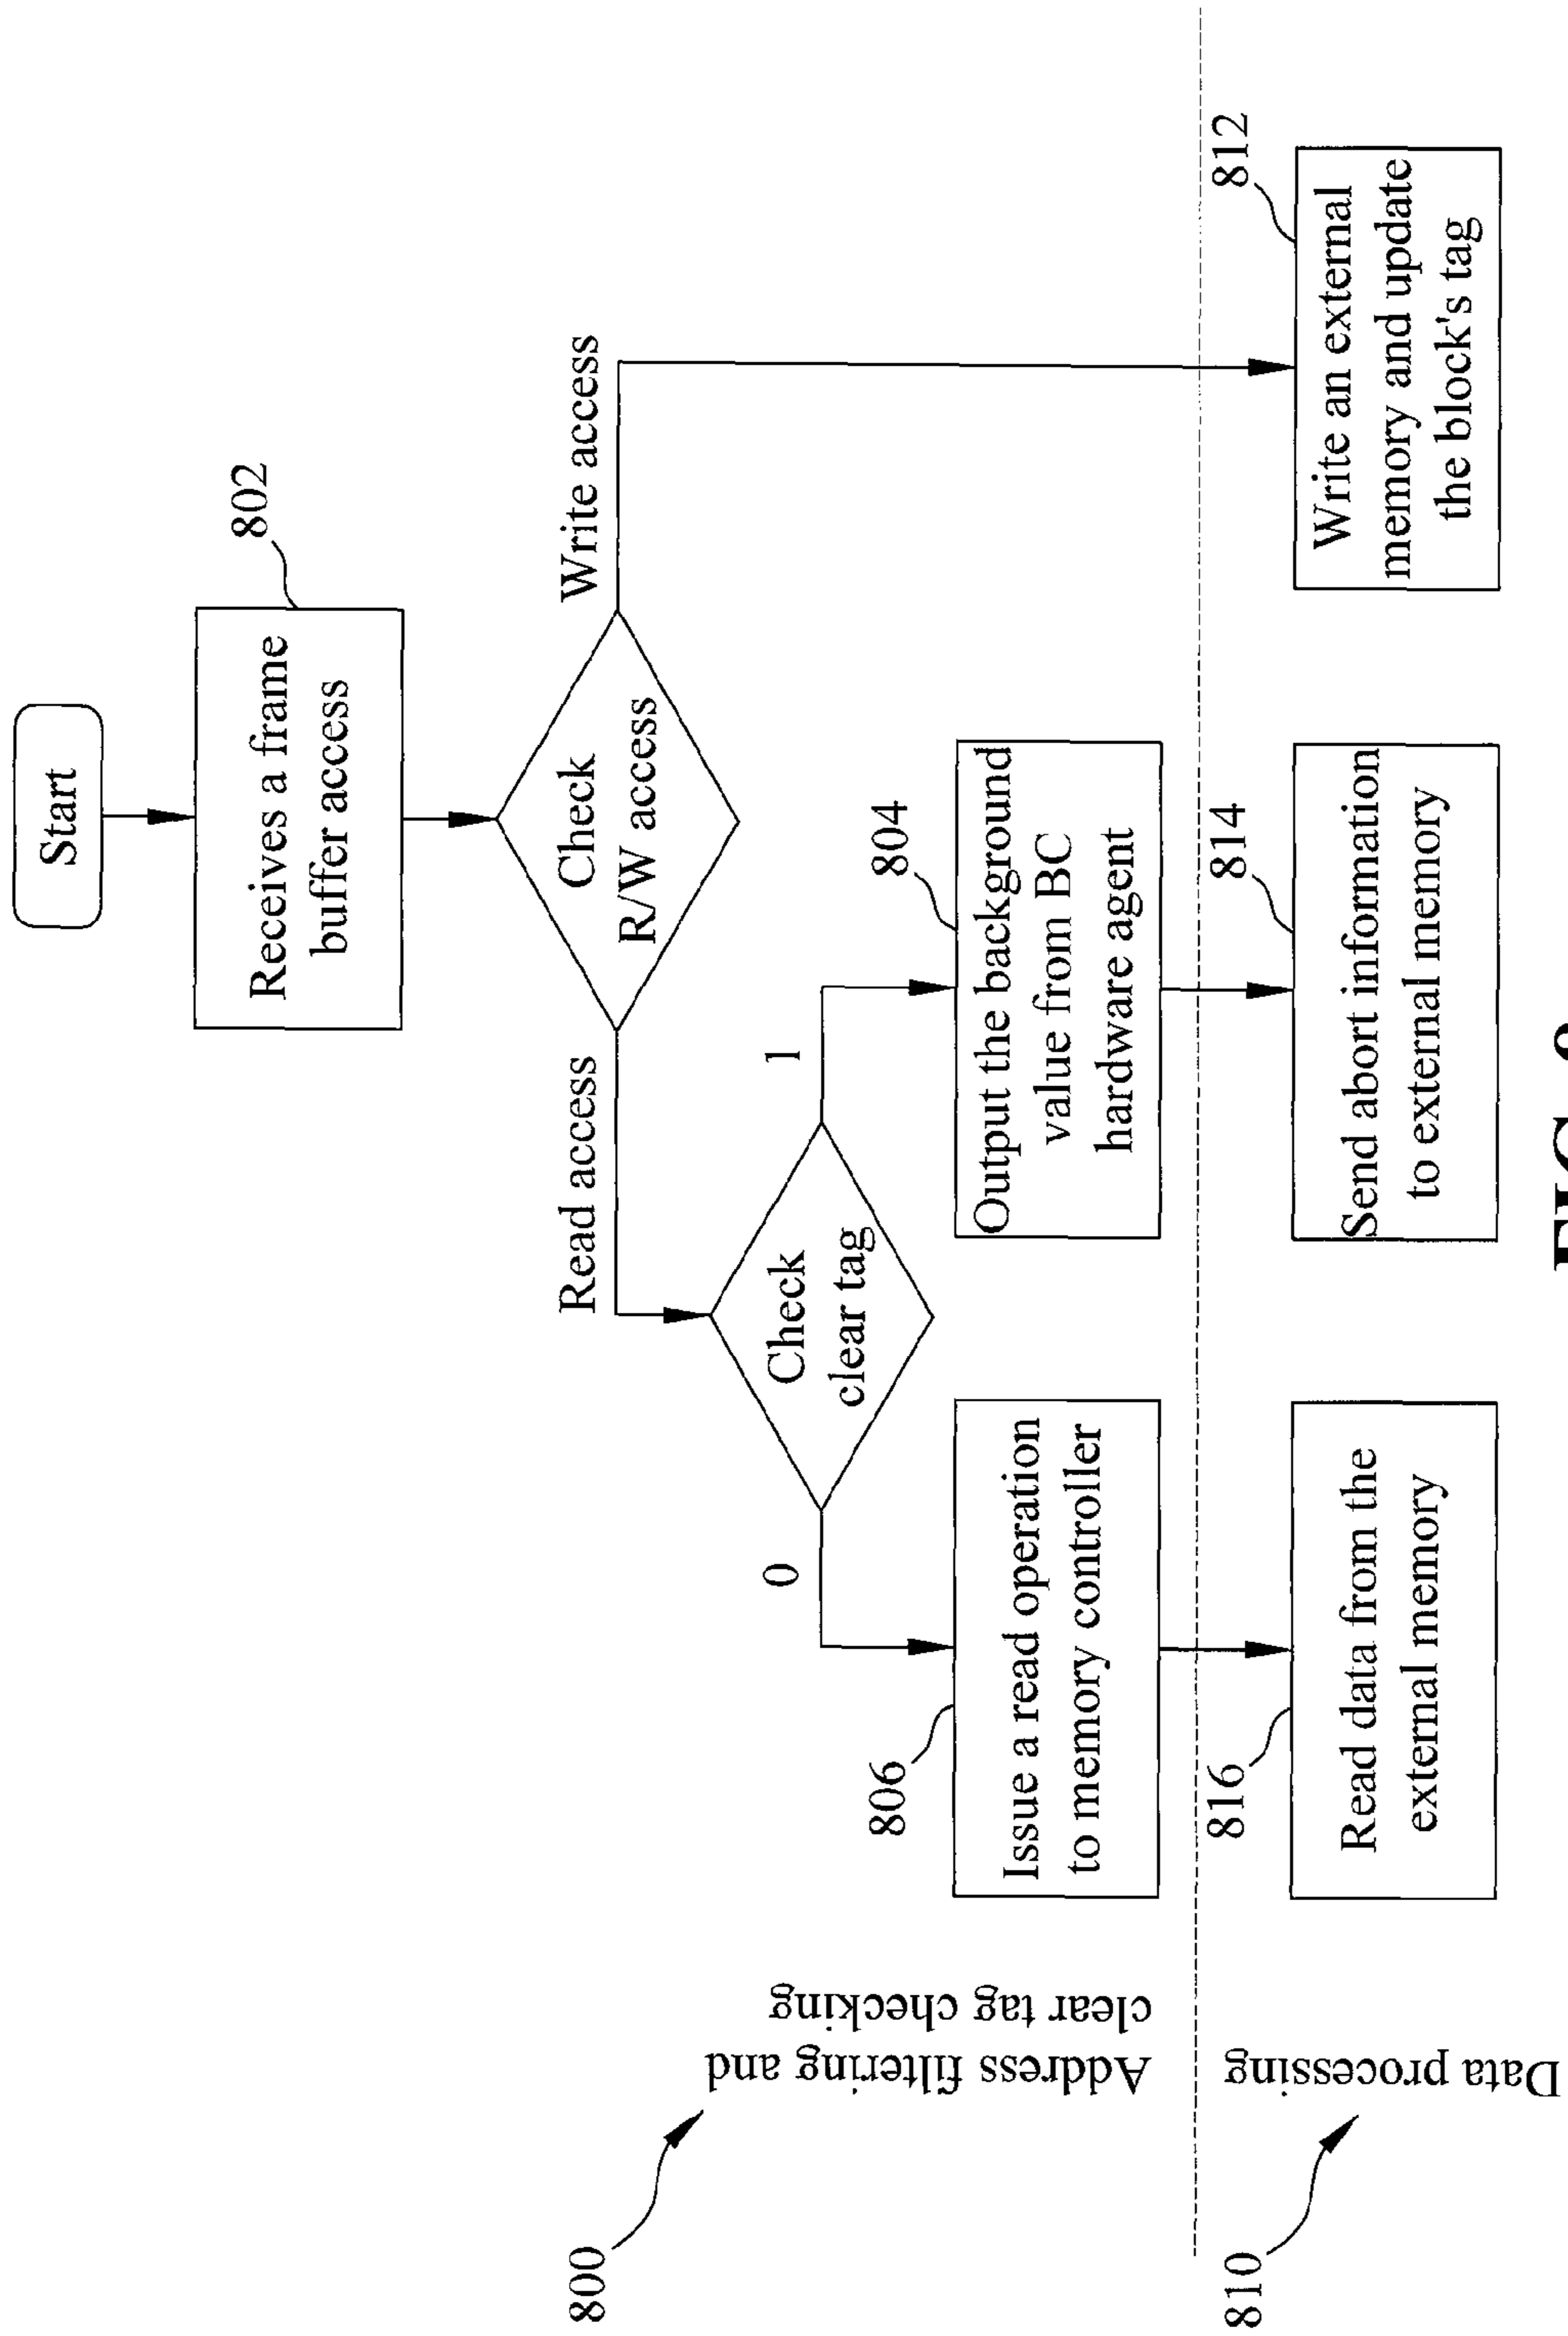 Start
Receives a frame
buffer access
802
Check
R/W access
Read access
Write access
Check
clear tag
0
1
806
Issue a read operation
to memory controller
804
Output the background
value from BC
hardware agent
800
Address filtering and
clear tag checking
810
Data processing
816
Read data from the
external memory
814
Send abort information
to external memory
812
Write an external
memory and update
the block's tag
FIG.